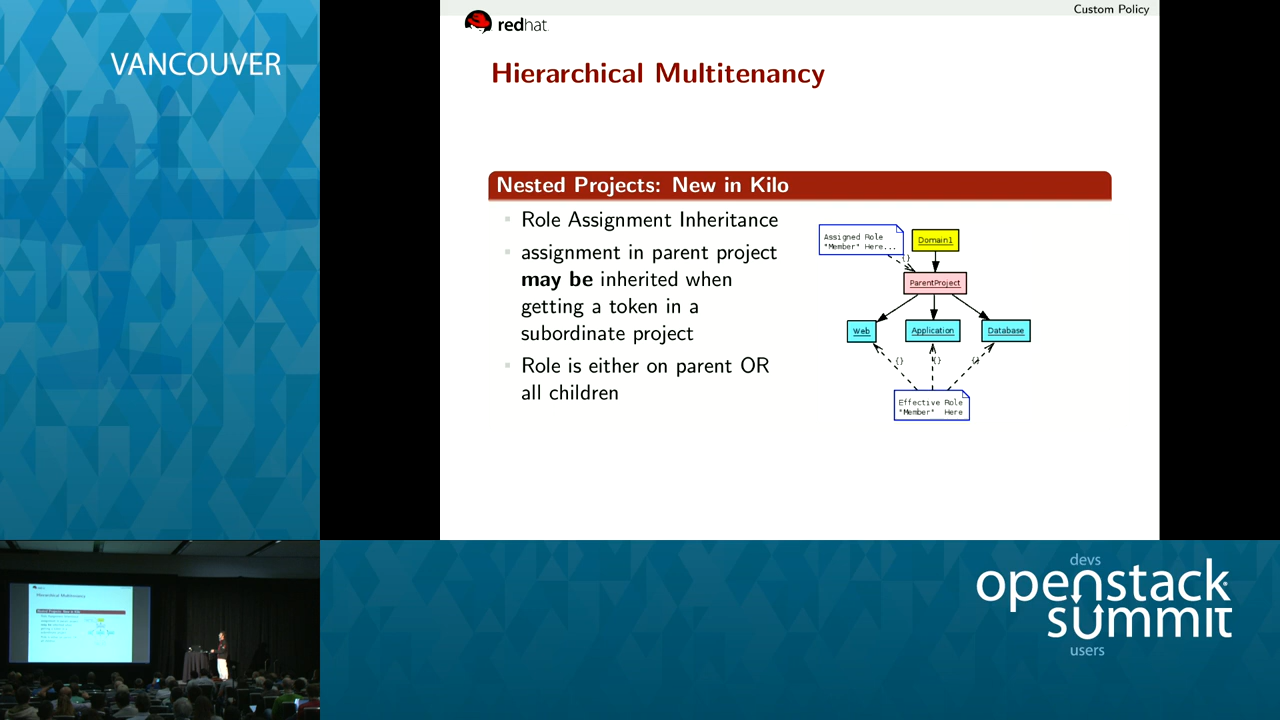 VANCOUVER
Custom Policy
redhat.
Hierarchical Multitenancy
Nested Projects: New in Kilo
Role Assignment Inheritance
assignment in parent project
may be inherited when
getting a token in a
subordinate project
Role is either on parent OR
all children
Assigned Role
"Member" Here...
Domain1
{}
ParentProject
Web
Application
Database
{}
{}
{}
Effective Role
"Member" Here
devs
openstack
summit
users
Hierarchical Multitenancy